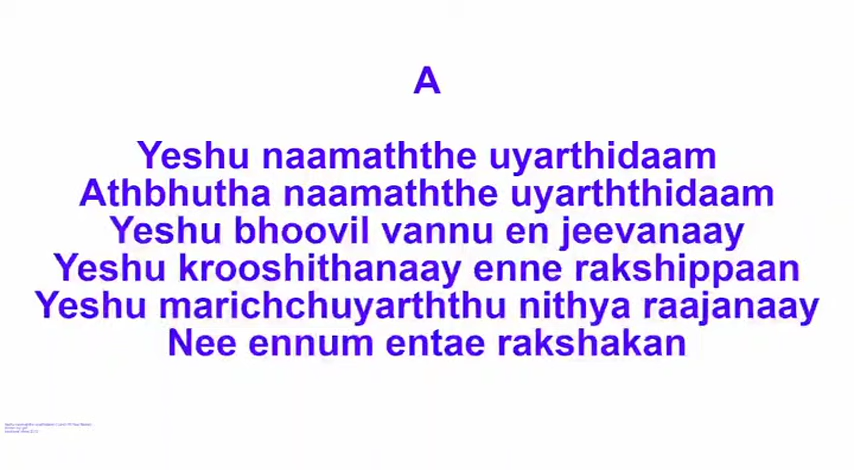 A
Yeshu naamaththe uyarthidaam
Athbhutha naamaththe uyarththidaam
Yeshu bhoovil vannu en jeevanaay
Yeshu krooshithanaay enne rakshippaan
Yeshu marichchuyarththu nithya raajanaay
Nee ennum entae rakshakan